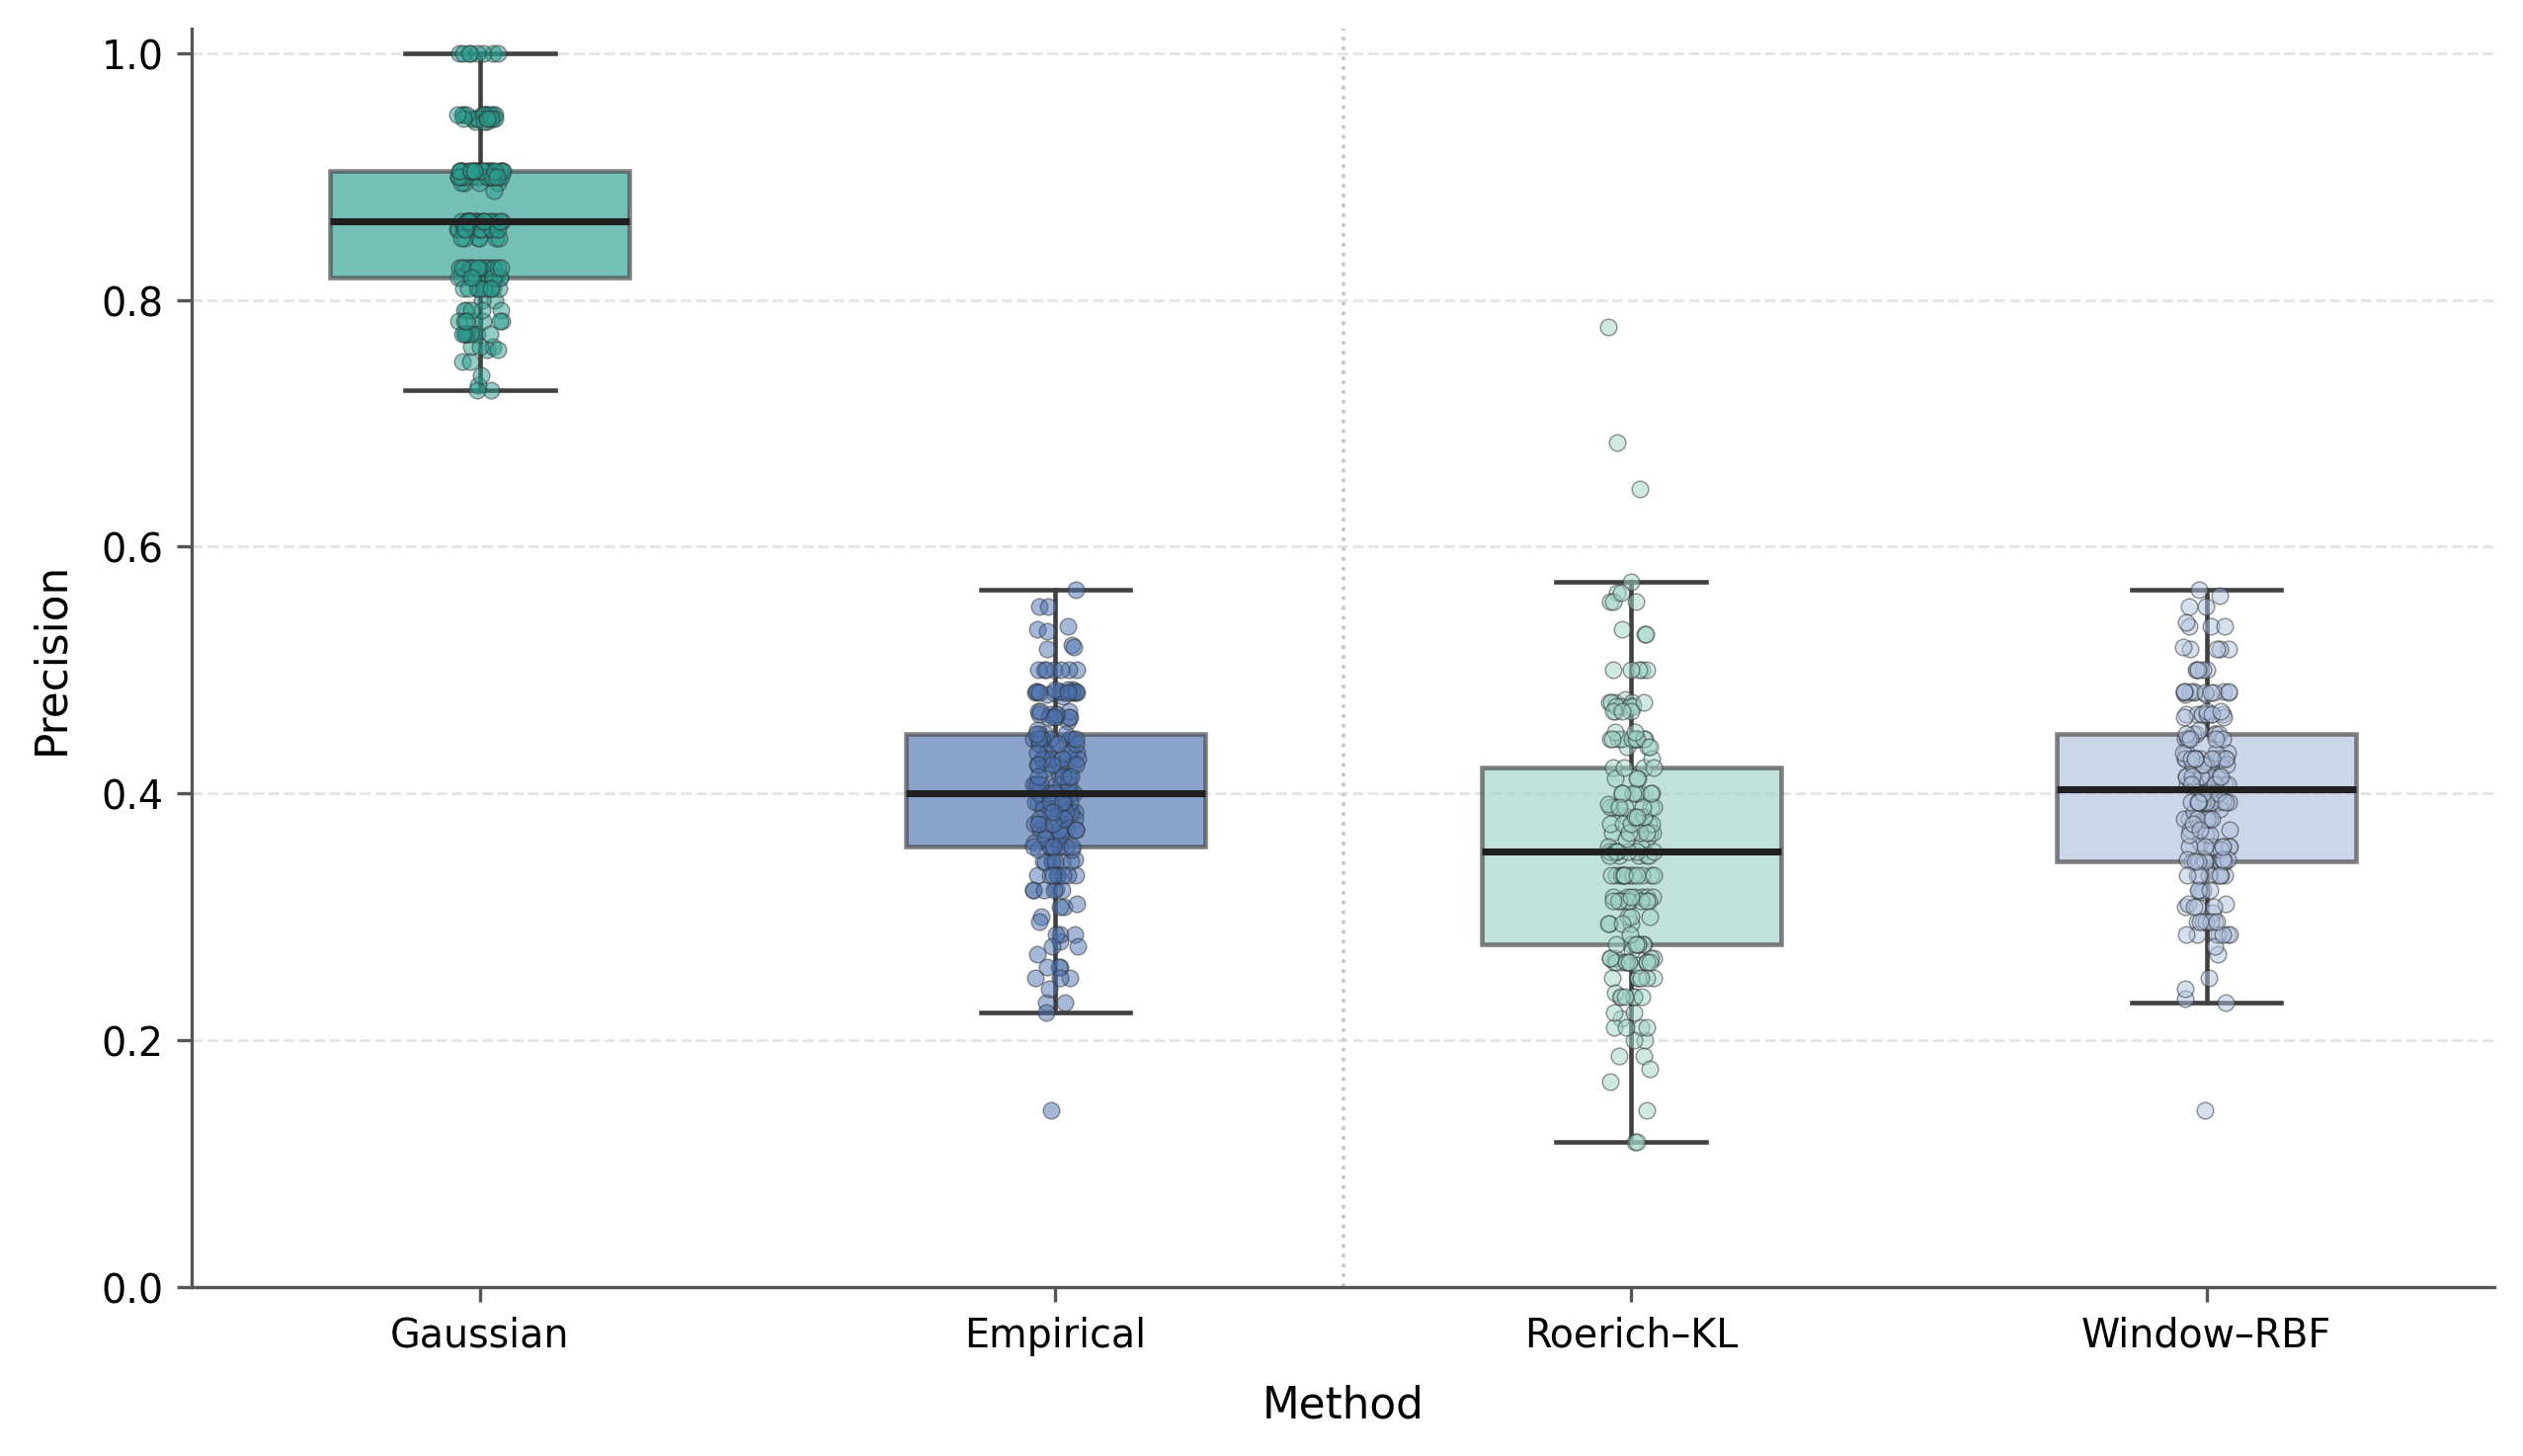 1.0
0.8
0.6
0.4
0.2
0.0
Precision
Gaussian
Empirical
Roerich–KL
Window–RBF
Method